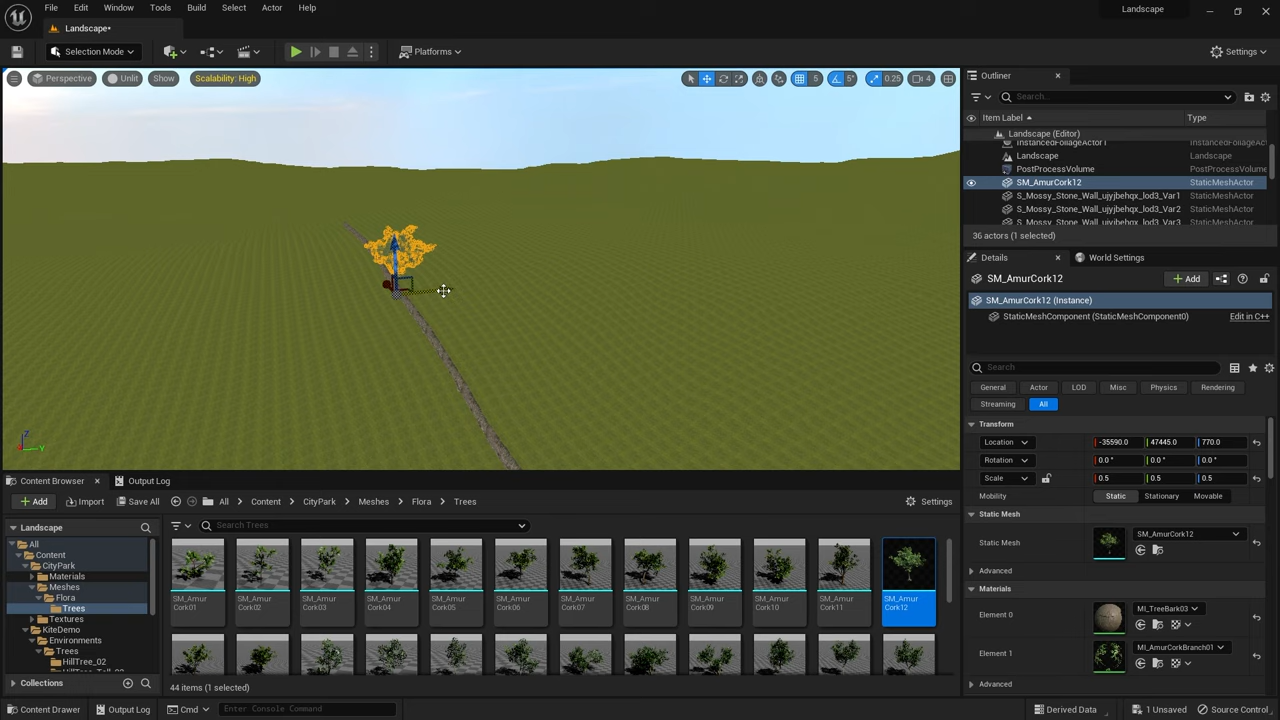 File Edit Window Tools Build Select Actor Help
Landscape
Landscape•
Selection Mode
Platforms
Settings
Perspective Unlit Show Scalability: High
5 5° 0.25 4
Outliner
Search...
Item Label Type
Landscape (Editor)
InstancedFoliageActor1 InstancedFoliageAc
Landscape Landscape
PostProcessVolume PostProcessVolume
SM_AmurCork12 StaticMeshActor
S_Mossy_Stone_Wall_ujyjbehqx_lod3_Var1 StaticMeshActor
S_Mossy_Stone_Wall_ujyjbehqx_lod3_Var2 StaticMeshActor
S_Mossy_Stone_Wall_ujyjbehqx_lod3_Var3 StaticMeshActor
36 actors (1 selected)
Details World Settings
SM_AmurCork12
Add
SM_AmurCork12 (Instance)
StaticMeshComponent (StaticMeshComponent0) Edit in C++
Search
General Actor LOD Misc Physics Rendering
Streaming All
Transform
Location -35590.0 47445.0 770.0
Rotation 0.0 ° 0.0 ° 0.0 °
Scale 0.5 0.5 0.5
Mobility Static Stationary Movable
Static Mesh
Static Mesh SM_AmurCork12
Advanced
Materials
Element 0 MI_TreeBark03
Element 1 MI_AmurCorkBranch01
Advanced
Z
Y
Content Browser Output Log
Add Import Save All All Content CityPark Meshes Flora Trees Settings
Landscape
All
Content
CityPark
Materials
Meshes
Flora
Trees
Textures
KiteDemo
Environments
Trees
HillTree_02
Collections
Search Trees
SM_Amur Cork01
SM_Amur Cork02
SM_Amur Cork03
SM_Amur Cork04
SM_Amur Cork05
SM_Amur Cork06
SM_Amur Cork07
SM_Amur Cork08
SM_Amur Cork09
SM_Amur Cork10
SM_Amur Cork11
SM_Amur Cork12
44 items (1 selected)
Content Drawer Output Log Cmd Enter Console Command Derived Data 1 Unsaved Source Control